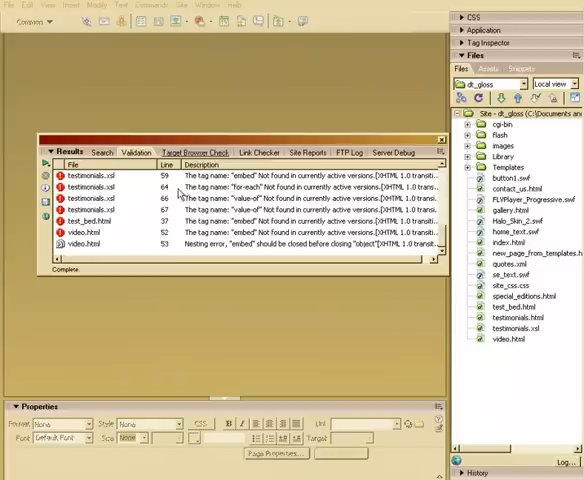 File Edit View Insert Modify Text Commands Site Window Help
Common
CSS
Application
Tag Inspector
Files
Files Assets Snippets
dt_gloss Local view
Site - dt_gloss (C:\Documents and
cgi-bin
flash
images
Library
Templates
button1.swf
contact_us.html
FLVPlayer_Progressive.swf
gallery.html
Halo_Skin_2.swf
home_text.swf
index.html
new_page_from_templates.h
quotes.xml
se_text.swf
site_css.css
special_editions.html
test_bed.html
testimonials.html
testimonials.xsl
video.html
Log...
History
Results Search Validation Target Browser Check Link Checker Site Reports FTP Log Server Debug
File Line Description
testimonials.xsl 59 The tag name: "embed" Not found in currently active versions.[XHTML 1.0 transiti...
testimonials.xsl 64 The tag name: "for-each" Not found in currently active versions.[XHTML 1.0 transi...
testimonials.xsl 66 The tag name: "value-of" Not found in currently active versions.[XHTML 1.0 transi...
testimonials.xsl 67 The tag name: "value-of" Not found in currently active versions.[XHTML 1.0 transi...
test_bed.html 37 The tag name: "embed" Not found in currently active versions.[XHTML 1.0 transiti...
video.html 52 The tag name: "embed" Not found in currently active versions.[XHTML 1.0 transiti...
video.html 53 Nesting error, "embed" should be closed before closing "object"[XHTML 1.0 transit...
Complete.
Properties
Format None Style None CSS B I Link
Font Default Font Size None Target
Page Properties...